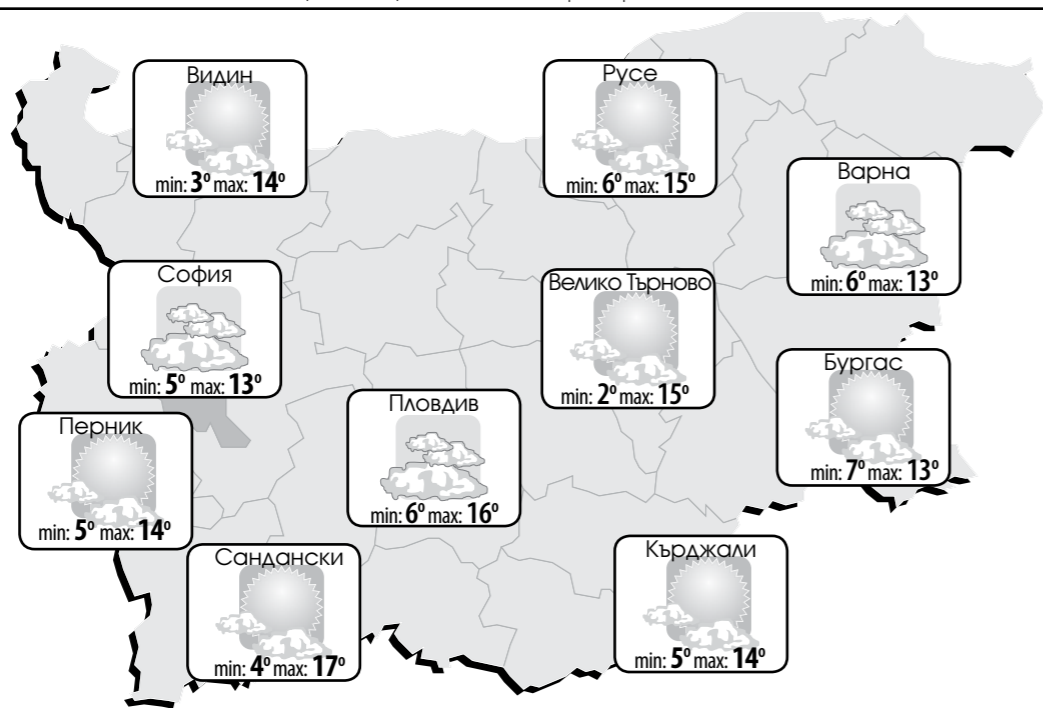 Видин
min: 3° max: 14°
Русе
min: 6° max: 15°
Варна
min: 6° max: 13°
София
min: 5° max: 13°
Велико Търново
min: 2° max: 15°
Бургас
min: 7° max: 13°
Пловдив
min: 6° max: 16°
Перник
min: 5° max: 14°
Сандански
min: 4° max: 17°
Кърджали
min: 5° max: 14°